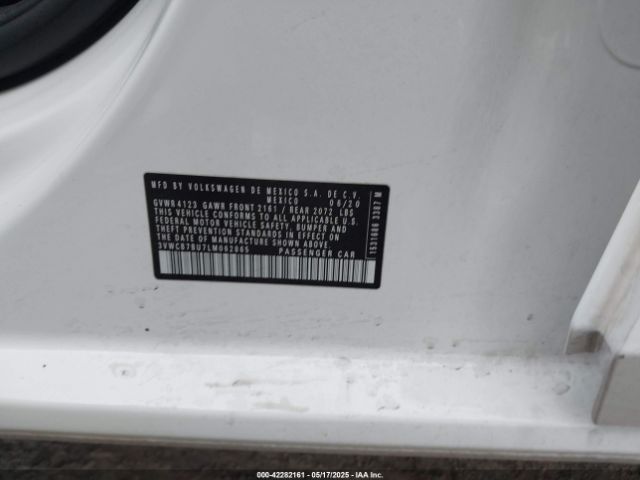 MFD BY VOLKSWAGEN DE MEXICO S.A. DE C.V.
MEXICO 06/20
GVWR 4123 GAWR FRONT 2161 / REAR 2072 LBS
THIS VEHICLE CONFORMS TO ALL APPLICABLE U.S.
FEDERAL MOTOR VEHICLE SAFETY, BUMPER AND
THEFT PREVENTION STANDARDS IN EFFECT ON THE
DATE OF MANUFACTURE SHOWN ABOVE
PASSENGER CAR
000-42282161 | 05/17/2025 | IAA Inc.